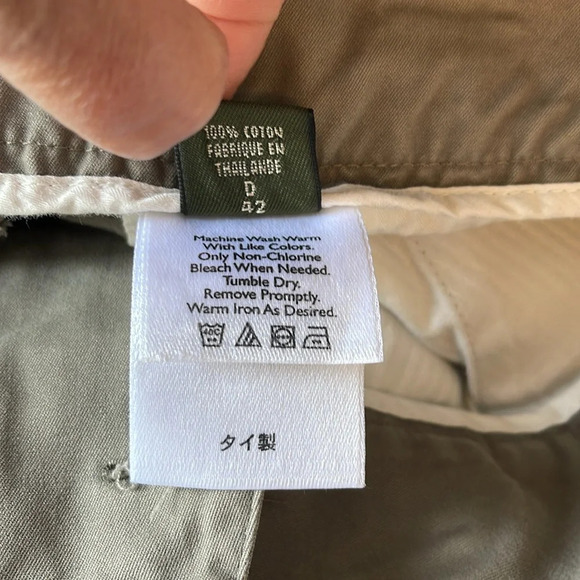 100% COTON
FABRIQUE EN
THAILANDE
D
42
Machine Wash Warm
With Like Colors.
Only Non-Chlorine
Bleach When Needed.
Tumble Dry.
Remove Promptly.
Warm Iron As Desired.
40C
タイ製